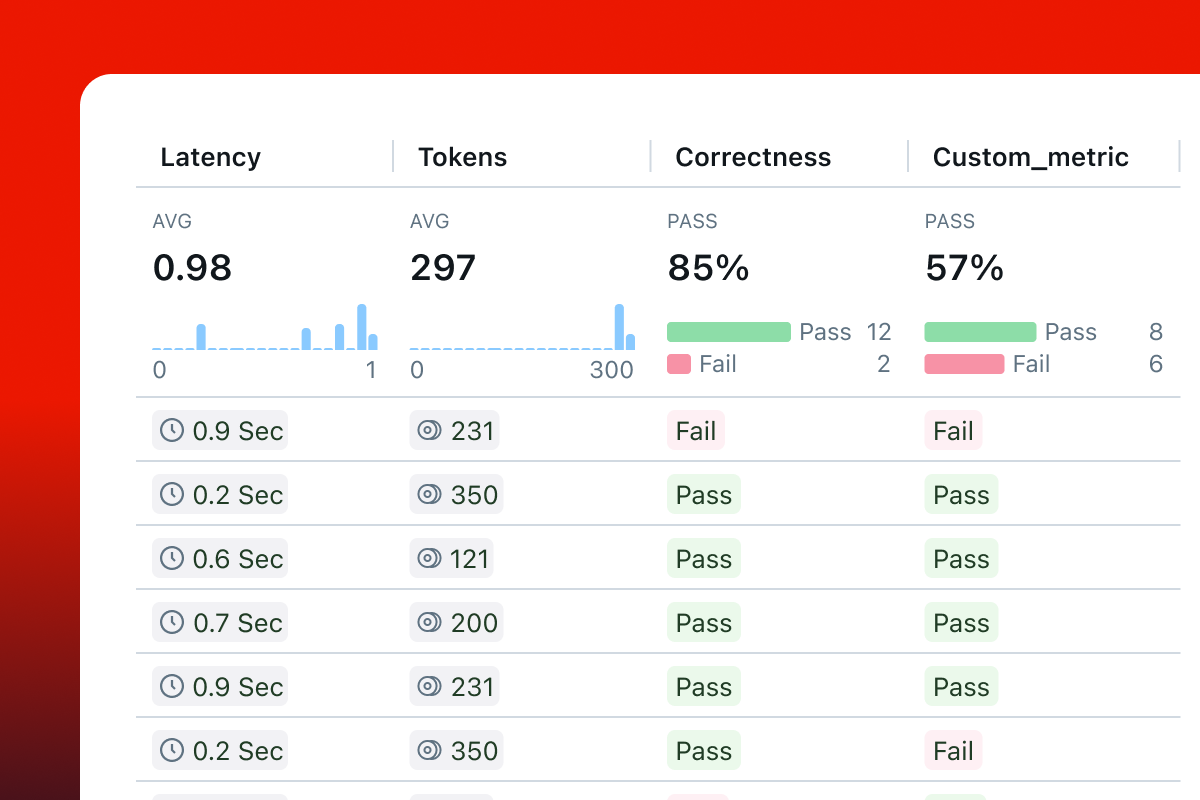 Latency Tokens Correctness Custom_metric
AVG AVG PASS PASS
0.98 297 85% 57%
Pass 12 Pass 8
0 1 0 300 Fail 2 Fail 6
0.9 Sec 231 Fail Fail
0.2 Sec 350 Pass Pass
0.6 Sec 121 Pass Pass
0.7 Sec 200 Pass Pass
0.9 Sec 231 Pass Pass
0.2 Sec 350 Pass Fail